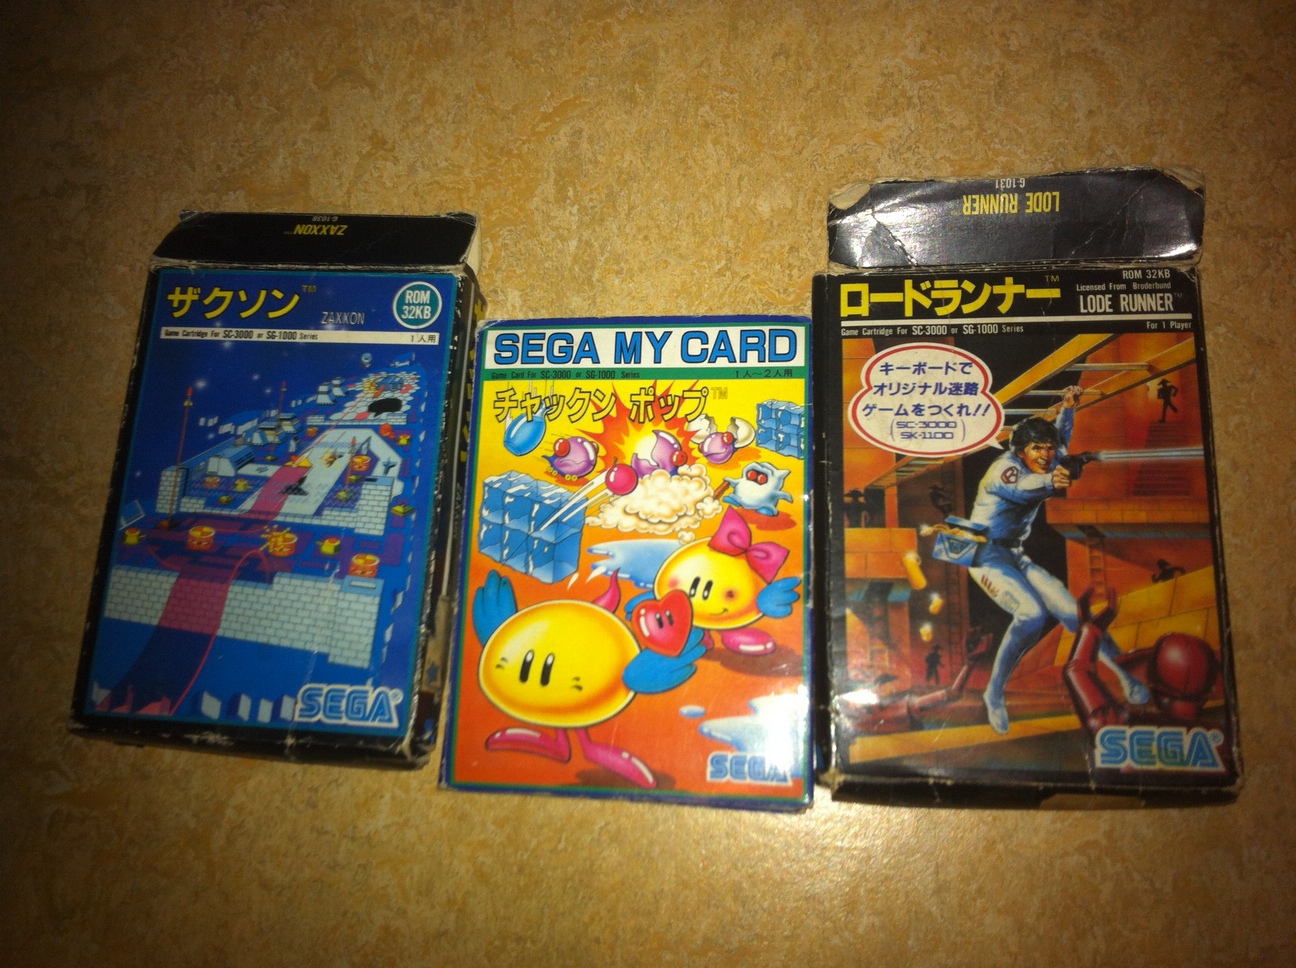 ZAXXON™
G-1038
ザクソン™
ZAXXON
ROM
32KB
Game Cartridge For SC-3000 or SG-1000 Series
1人用
SEGA®
SEGA MY CARD
Game Card For SC-3000 or SG-1000 Series
1人～2人用
チャックン ポップ™
SEGA
G-1031
LODE RUNNER
ロードランナー™
ROM 32KB
Licensed From Broderbund
LODE RUNNER™
Game Cartridge For SC-3000 or SG-1000 Series
For 1 Player
キーボードで
オリジナル迷路
ゲームをつくれ!!
(SC-3000
SK-1100)
SEGA®